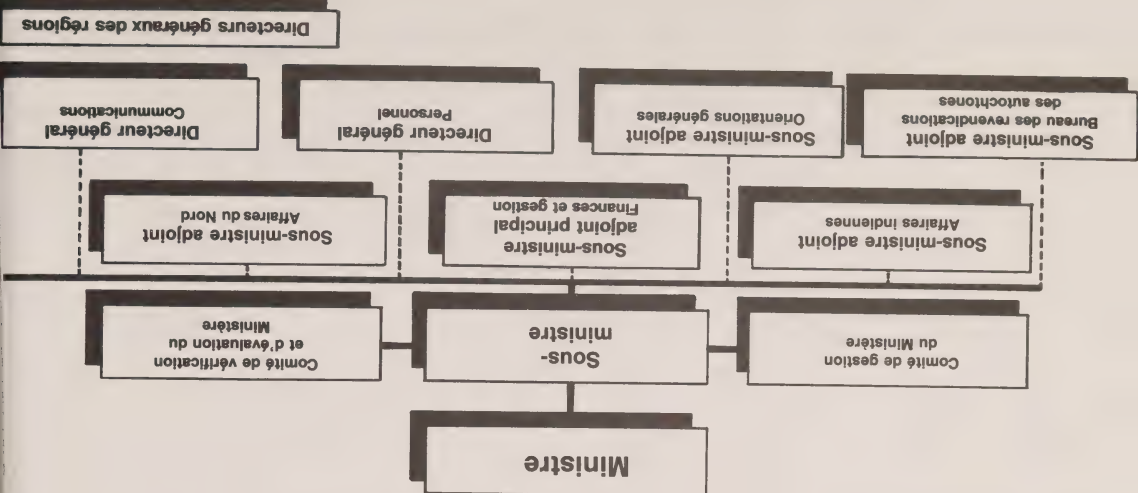 Ministre
Comité de gestion
du Ministère
Sous-
ministre
Comité de vérification
et d'évaluation du
Ministère
Sous-ministre adjoint
Affaires indiennes
Sous-ministre
adjoint principal
Finances et gestion
Sous-ministre adjoint
Affaires du Nord
Sous-ministre adjoint
Bureau des revendications
des autochtones
Sous-ministre adjoint
Orientations générales
Directeur général
Personnel
Directeur général
Communications
Directeurs généraux des régions